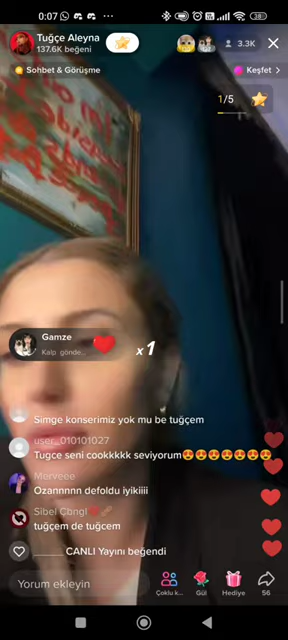 0:07
38
Tuğçe Aleyna
137.6K beğeni
3.3K
Sohbet & Görüşme
Keşfet >
1/5
Gamze
Kalp gönde...
x1
Simge konserimiz yok mu be tuğçem
user_010101027
Tugce seni cookkkkk seviyorum😍😍😍😍😍😍😍
Merveee
Ozannnnn defoldu iyikiiii
Sibel Cbngl
tuğçem de tuğcem
CANLI Yayını beğendi
Yorum ekleyin
Çoklu k...
Gül
Hediye
56